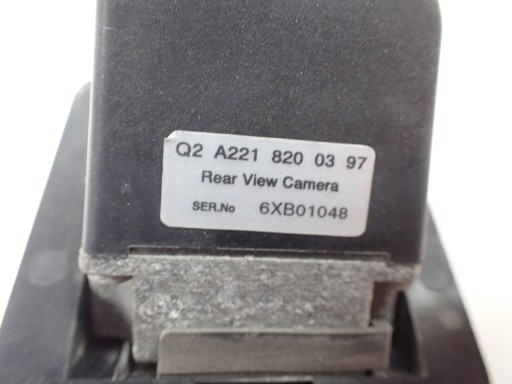 Q2 A221 820 03 97
Rear View Camera
SER.No 6XB01048